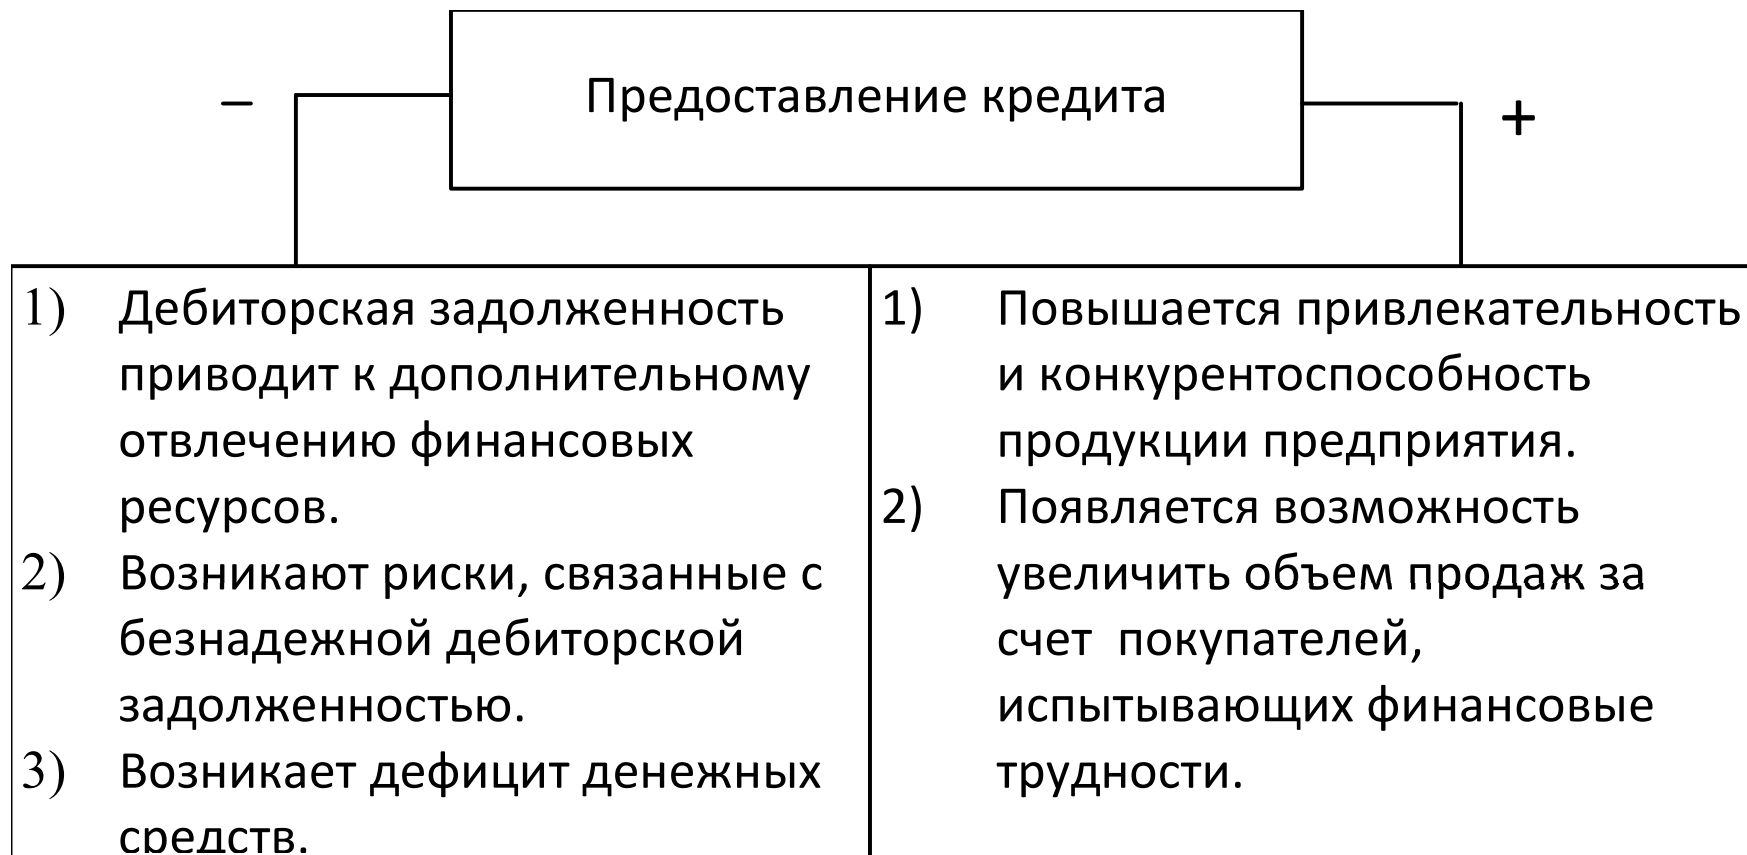 Предоставление кредита
–
+
1) Дебиторская задолженность
приводит к дополнительному
отвлечению финансовых
ресурсов.
2) Возникают риски, связанные с
безнадежной дебиторской
задолженностью.
3) Возникает дефицит денежных
средств.
1) Повышается привлекательность
и конкурентоспособность
продукции предприятия.
2) Появляется возможность
увеличить объем продаж за
счет покупателей,
испытывающих финансовые
трудности.